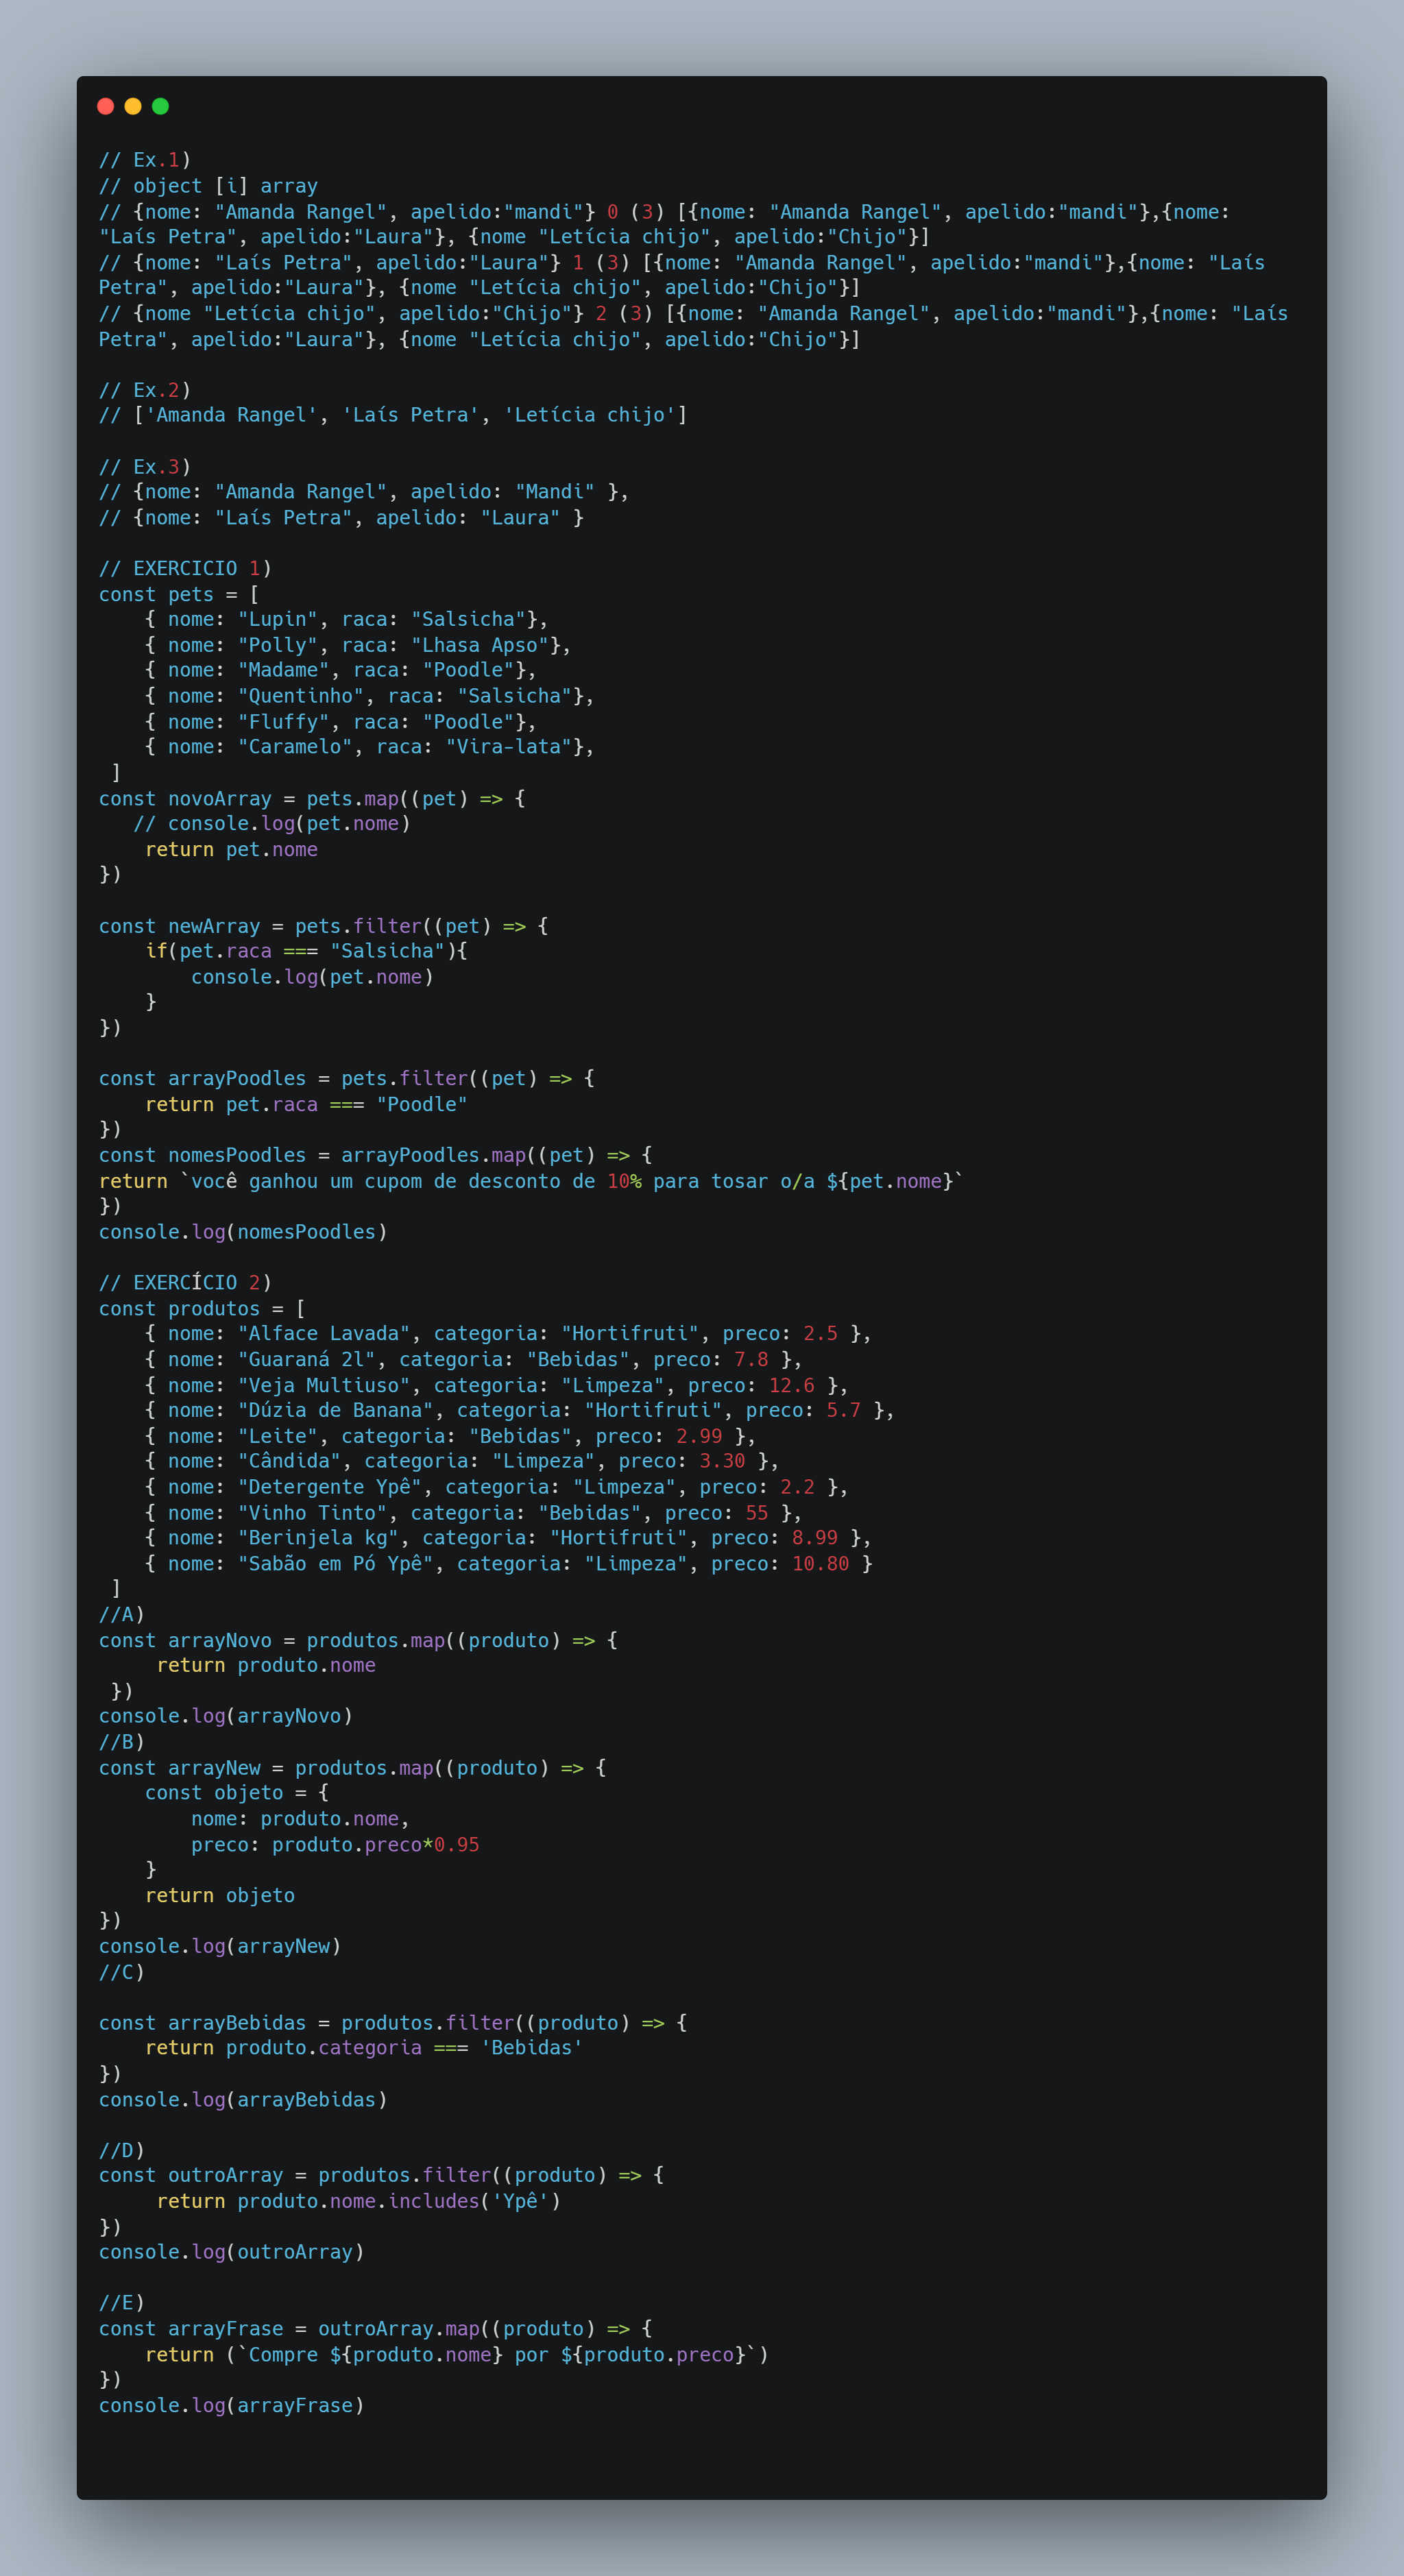 // Ex.1)
// object [i] array
// {nome: "Amanda Rangel", apelido:"mandi"} 0 (3) [{nome: "Amanda Rangel", apelido:"mandi"},{nome:
"Laís Petra", apelido:"Laura"}, {nome "Letícia chijo", apelido:"Chijo"}]
// {nome: "Laís Petra", apelido:"Laura"} 1 (3) [{nome: "Amanda Rangel", apelido:"mandi"},{nome: "Laís
Petra", apelido:"Laura"}, {nome "Letícia chijo", apelido:"Chijo"}]
// {nome "Letícia chijo", apelido:"Chijo"} 2 (3) [{nome: "Amanda Rangel", apelido:"mandi"},{nome: "Laís
Petra", apelido:"Laura"}, {nome "Letícia chijo", apelido:"Chijo"}]

// Ex.2)
// ['Amanda Rangel', 'Laís Petra', 'Letícia chijo']

// Ex.3)
// {nome: "Amanda Rangel", apelido: "Mandi" },
// {nome: "Laís Petra", apelido: "Laura" }

// EXERCICIO 1)
const pets = [
    { nome: "Lupin", raca: "Salsicha"},
    { nome: "Polly", raca: "Lhasa Apso"},
    { nome: "Madame", raca: "Poodle"},
    { nome: "Quentinho", raca: "Salsicha"},
    { nome: "Fluffy", raca: "Poodle"},
    { nome: "Caramelo", raca: "Vira-lata"},
 ]
const novoArray = pets.map((pet) => {
   // console.log(pet.nome)
    return pet.nome
})

const newArray = pets.filter((pet) => {
    if(pet.raca === "Salsicha"){
        console.log(pet.nome)
    }
})

const arrayPoodles = pets.filter((pet) => {
    return pet.raca === "Poodle"
})
const nomesPoodles = arrayPoodles.map((pet) => {
return `você ganhou um cupom de desconto de 10% para tosar o/a ${pet.nome}`
})
console.log(nomesPoodles)

// EXERCÍCIO 2)
const produtos = [
    { nome: "Alface Lavada", categoria: "Hortifruti", preco: 2.5 },
    { nome: "Guaraná 2l", categoria: "Bebidas", preco: 7.8 },
    { nome: "Veja Multiuso", categoria: "Limpeza", preco: 12.6 },
    { nome: "Dúzia de Banana", categoria: "Hortifruti", preco: 5.7 },
    { nome: "Leite", categoria: "Bebidas", preco: 2.99 },
    { nome: "Cândida", categoria: "Limpeza", preco: 3.30 },
    { nome: "Detergente Ypê", categoria: "Limpeza", preco: 2.2 },
    { nome: "Vinho Tinto", categoria: "Bebidas", preco: 55 },
    { nome: "Berinjela kg", categoria: "Hortifruti", preco: 8.99 },
    { nome: "Sabão em Pó Ypê", categoria: "Limpeza", preco: 10.80 }
 ]
//A)
const arrayNovo = produtos.map((produto) => {
     return produto.nome
 })
console.log(arrayNovo)
//B)
const arrayNew = produtos.map((produto) => {
    const objeto = {
        nome: produto.nome,
        preco: produto.preco*0.95
    }
    return objeto
})
console.log(arrayNew)
//C)

const arrayBebidas = produtos.filter((produto) => {
    return produto.categoria === 'Bebidas'
})
console.log(arrayBebidas)

//D)
const outroArray = produtos.filter((produto) => {
     return produto.nome.includes('Ypê')
})
console.log(outroArray)

//E)
const arrayFrase = outroArray.map((produto) => {
    return (`Compre ${produto.nome} por ${produto.preco}`)
})
console.log(arrayFrase)